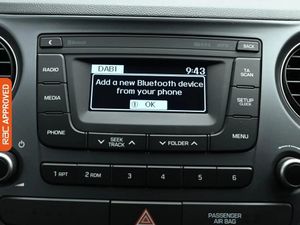 BACK
DAB1 9:43
RADIO
Add a new Bluetooth device
from your phone
1 OK
TA
SCAN
MEDIA
SETUP
CLOCK
PHONE
SEEK
TRACK
FOLDER
MENU
1 RPT
2 RDM
3
4
5
6
RAC APPROVED
PASSENGER
AIR BAG